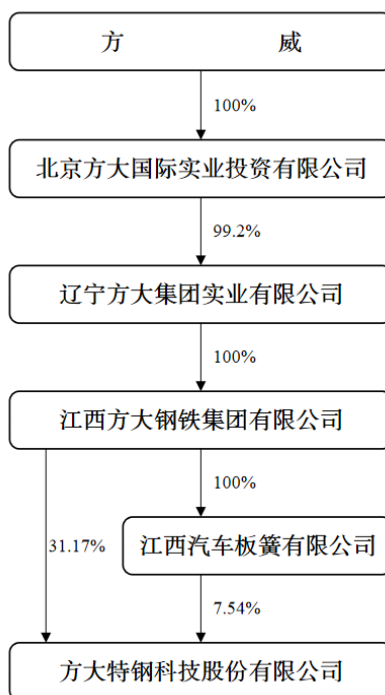 方 威
100%
北京方大国际实业投资有限公司
99.2%
辽宁方大集团实业有限公司
100%
江西方大钢铁集团有限公司
100%
31.17%
江西汽车板簧有限公司
7.54%
方大特钢科技股份有限公司